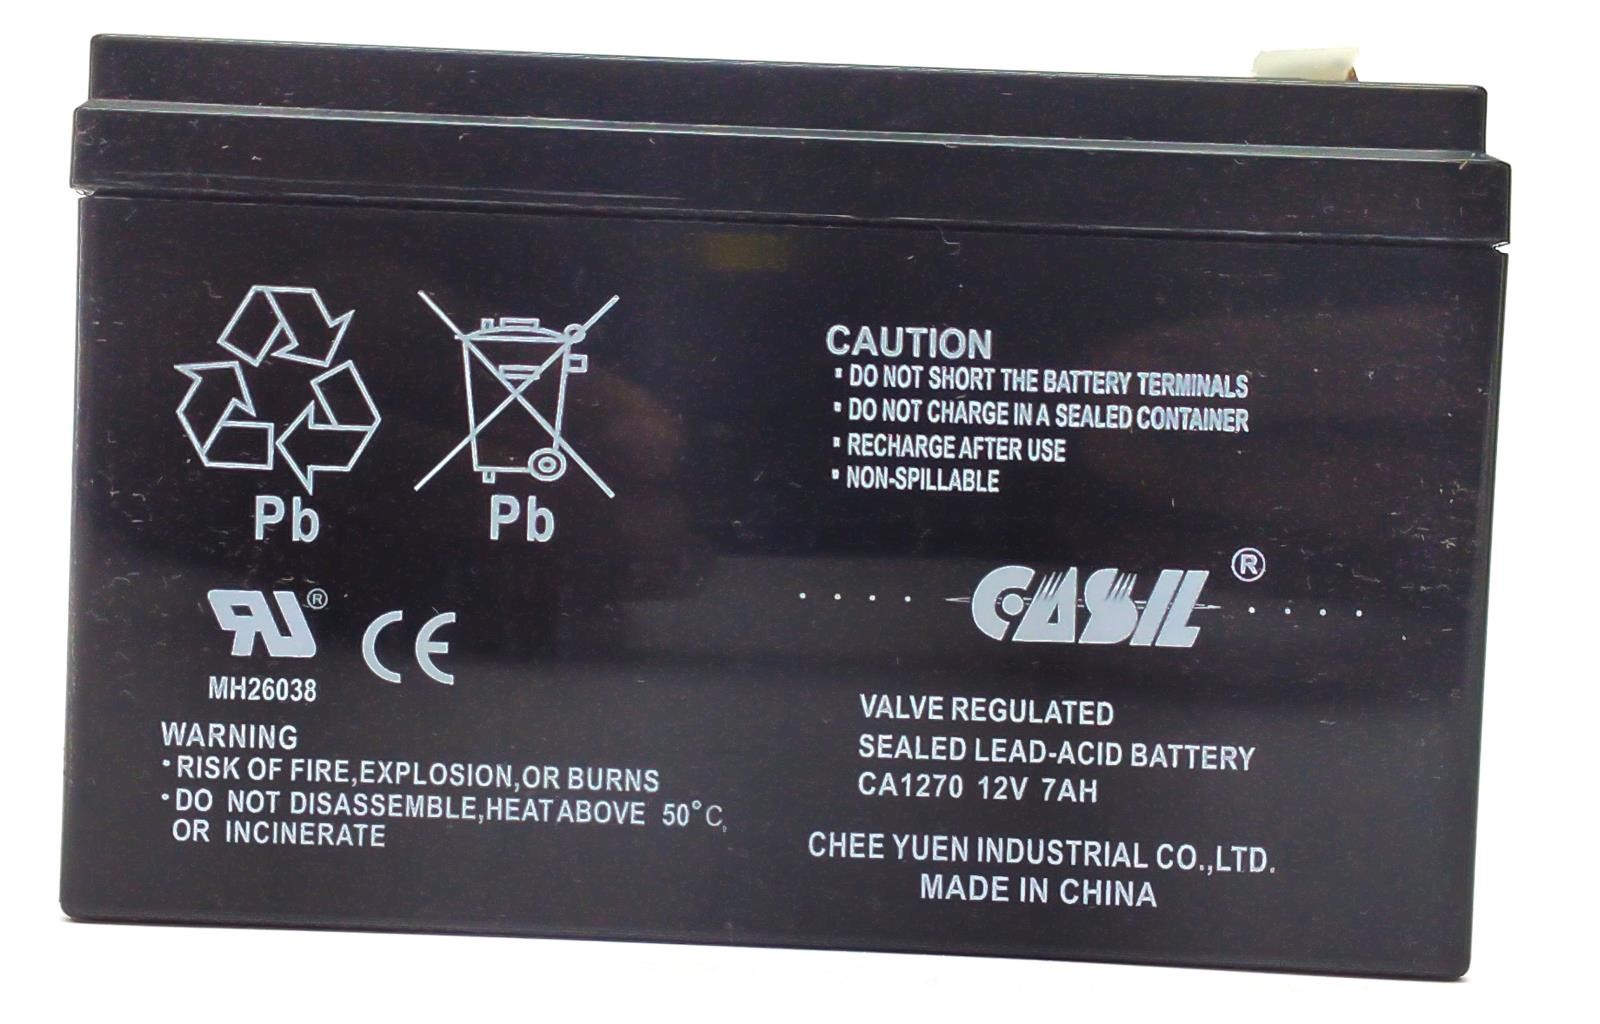 Pb
Pb
RU®
CE
MH26038
WARNING
·RISK OF FIRE,EXPLOSION,OR BURNS
·DO NOT DISASSEMBLE,HEAT ABOVE 50°C,
OR INCINERATE
CAUTION
▪ DO NOT SHORT THE BATTERY TERMINALS
▪ DO NOT CHARGE IN A SEALED CONTAINER
▪ RECHARGE AFTER USE
▪ NON-SPILLABLE
CASIL®
VALVE REGULATED
SEALED LEAD-ACID BATTERY
CA1270 12V 7AH
CHEE YUEN INDUSTRIAL CO.,LTD.
MADE IN CHINA